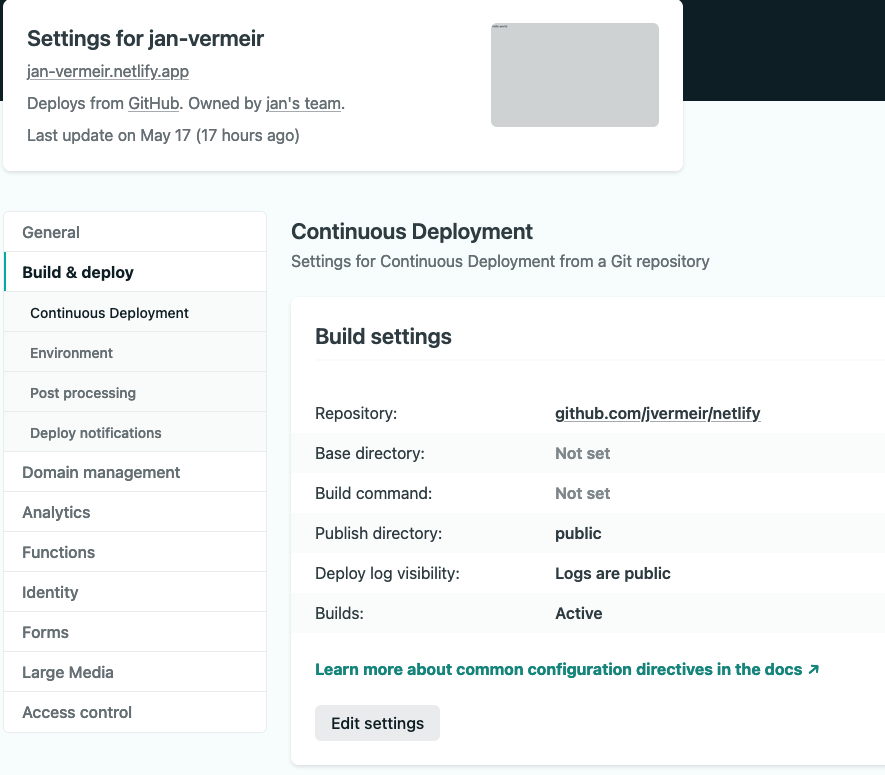 Settings for jan-vermeir
jan-vermeir.netlify.app
Deploys from GitHub. Owned by jan's team.
Last update on May 17 (17 hours ago)
General
Build & deploy
Continuous Deployment
Environment
Post processing
Deploy notifications
Domain management
Analytics
Functions
Identity
Forms
Large Media
Access control
Continuous Deployment
Settings for Continuous Deployment from a Git repository
Build settings
Repository: github.com/jvermeir/netlify
Base directory: Not set
Build command: Not set
Publish directory: public
Deploy log visibility: Logs are public
Builds: Active
Learn more about common configuration directives in the docs ↗
Edit settings